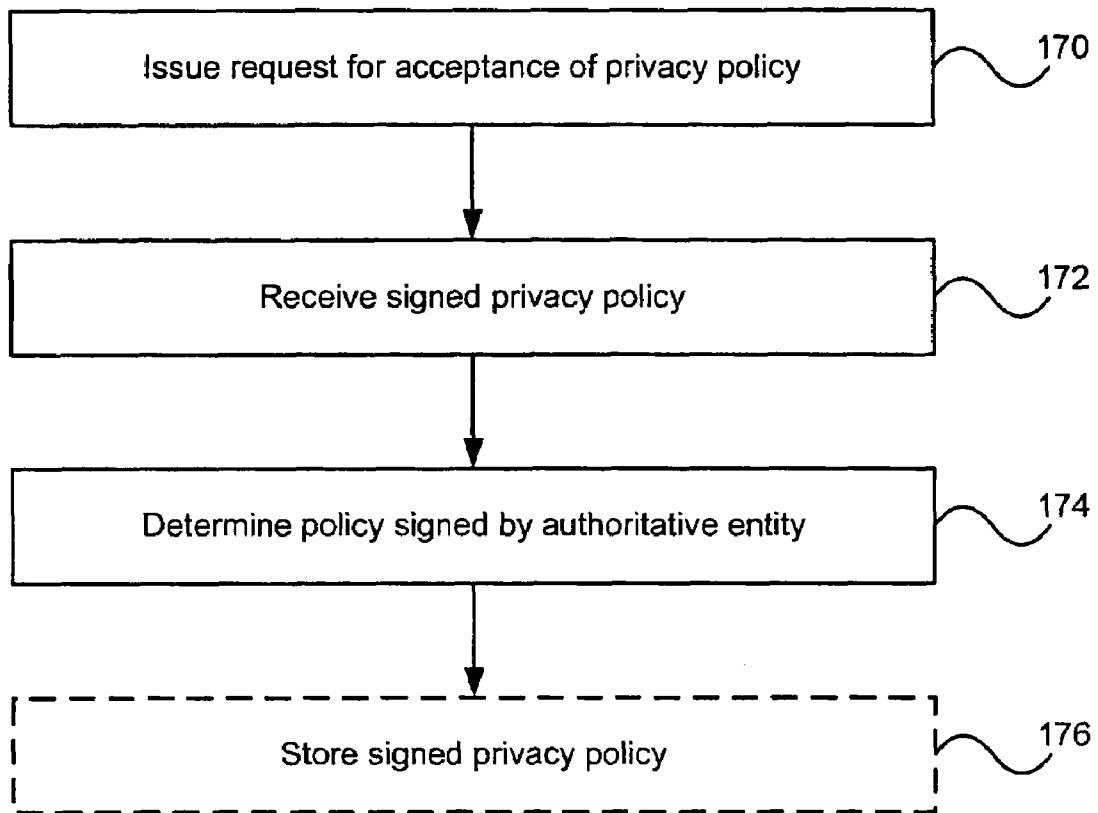 Issue request for acceptance of privacy policy
170
Receive signed privacy policy
172
Determine policy signed by authoritative entity
174
Store signed privacy policy
176